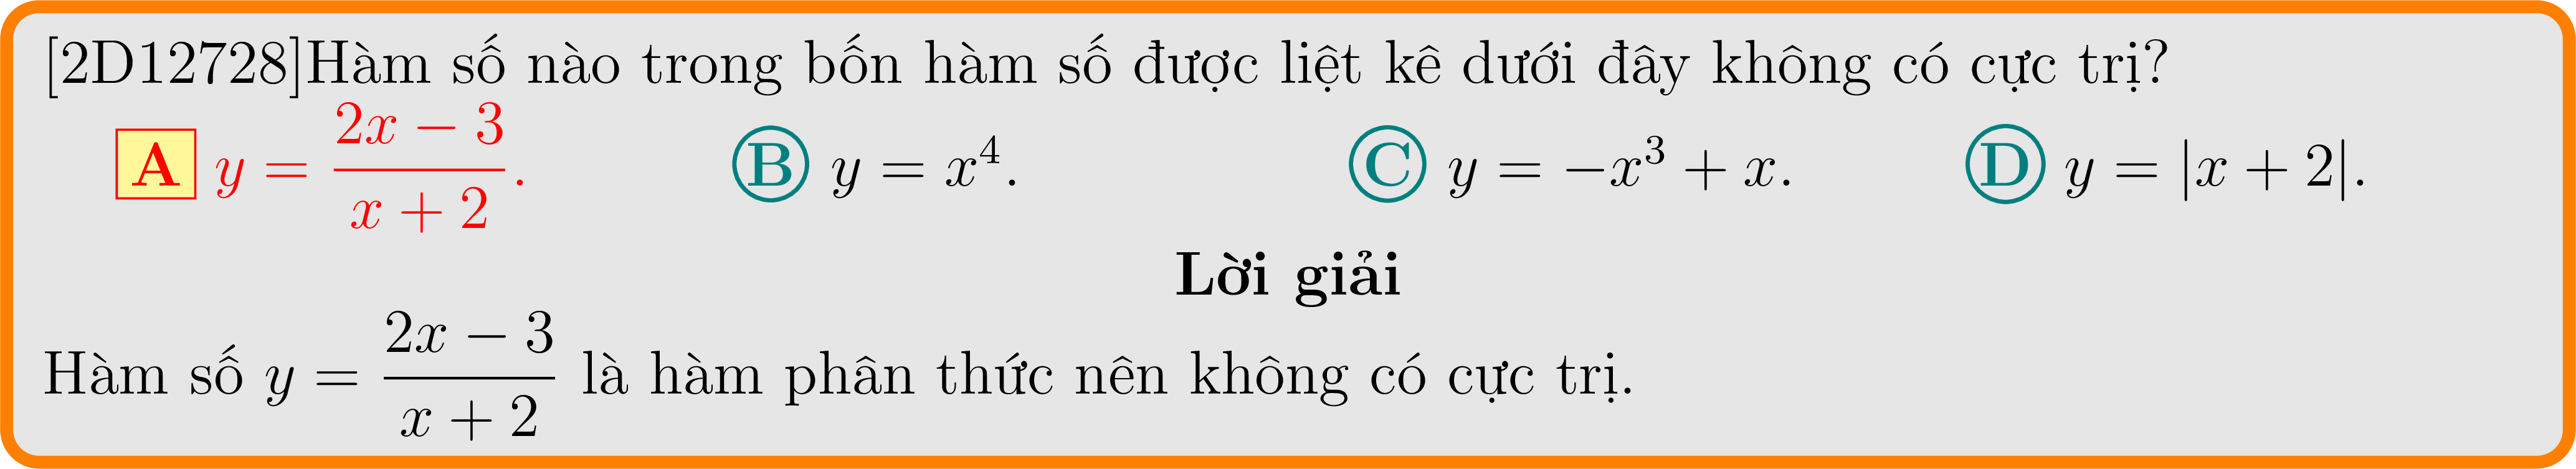 [2D12728]Hàm số nào trong bốn hàm số được liệt kê dưới đây không có cực trị?
A y = \frac{2x − 3}{x + 2}. B y = x^4. C y = −x^3 + x. D y = |x + 2|.
Lời giải
Hàm số y = \frac{2x − 3}{x + 2} là hàm phân thức nên không có cực trị.